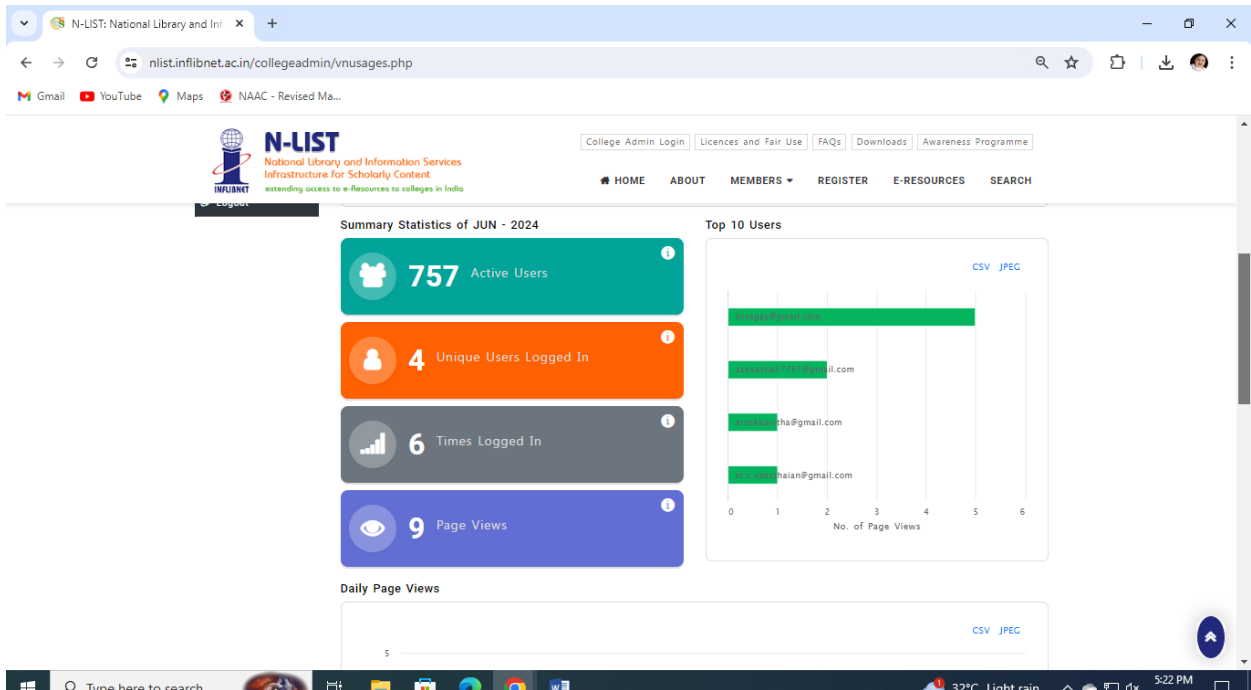 N-LIST: National Library and Inf
nlist.inflibnet.ac.in/collegeadmin/vnusages.php
Gmail YouTube Maps NAAC - Revised Ma...
INFLIBNET
N-LIST
National Library and Information Services
Infrastructure for Scholarly Content
extending access to e-Resources to colleges in India
College Admin Login Licences and Fair Use FAQs Downloads Awareness Programme
HOME ABOUT MEMBERS REGISTER E-RESOURCES SEARCH
Logout
Summary Statistics of JUN - 2024
757 Active Users
4 Unique Users Logged In
6 Times Logged In
9 Page Views
Top 10 Users
CSV JPEG
0 1 2 3 4 5 6
No. of Page Views
Daily Page Views
CSV JPEG
5
Type here to search
32°C Light rain
5:22 PM